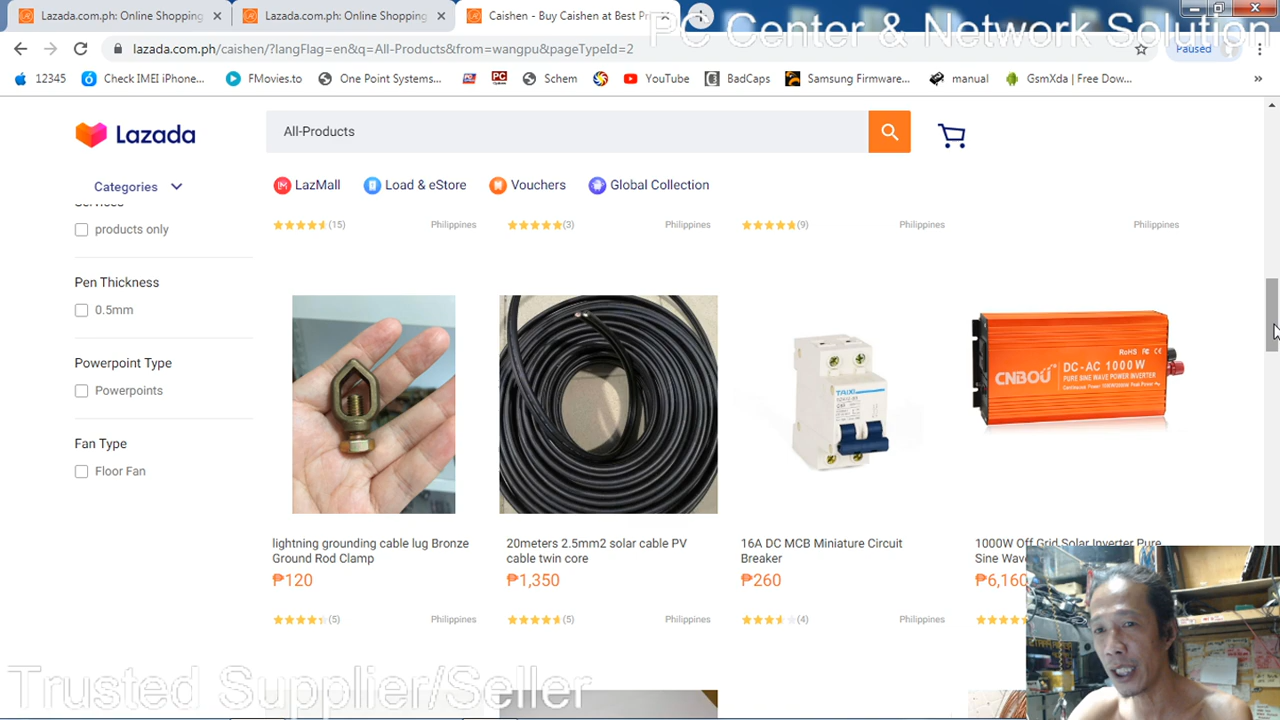 Lazada.com.ph: Online Shopping
Lazada.com.ph: Online Shopping
Caishen - Buy Caishen at Best Pr
PC Center & Network Solution
lazada.com.ph/caishen/?langFlag=en&q=All-Products&from=wangpu&pageTypeId=2
Paused
12345
Check IMEI iPhone...
FMovies.to
One Point Systems...
Schem
YouTube
BadCaps
Samsung Firmware...
manual
GsmXda | Free Dow...
»
Lazada
All-Products
Categories
LazMall
Load & eStore
Vouchers
Global Collection
Services
products only
(15)
Philippines
(3)
Philippines
(9)
Philippines
Philippines
Pen Thickness
0.5mm
Powerpoint Type
Powerpoints
Fan Type
Floor Fan
RoHS
CNBOU
DC-AC 1000W
PURE SINE WAVE POWER INVERTER
lightning grounding cable lug Bronze
Ground Rod Clamp
₱120
20meters 2.5mm2 solar cable PV
cable twin core
₱1,350
16A DC MCB Miniature Circuit
Breaker
₱260
1000W Off Grid Solar Inverter Pure
Sine Wave
₱6,160
(5)
Philippines
(5)
Philippines
(4)
Philippines
Trusted Supplier/Seller